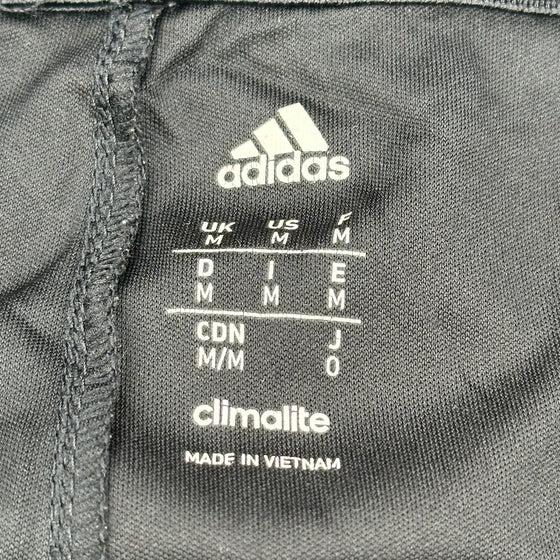 adidas
UK US F
M M M
D I E
M M M
CDN J
M/M O
climalite
MADE IN VIETNAM